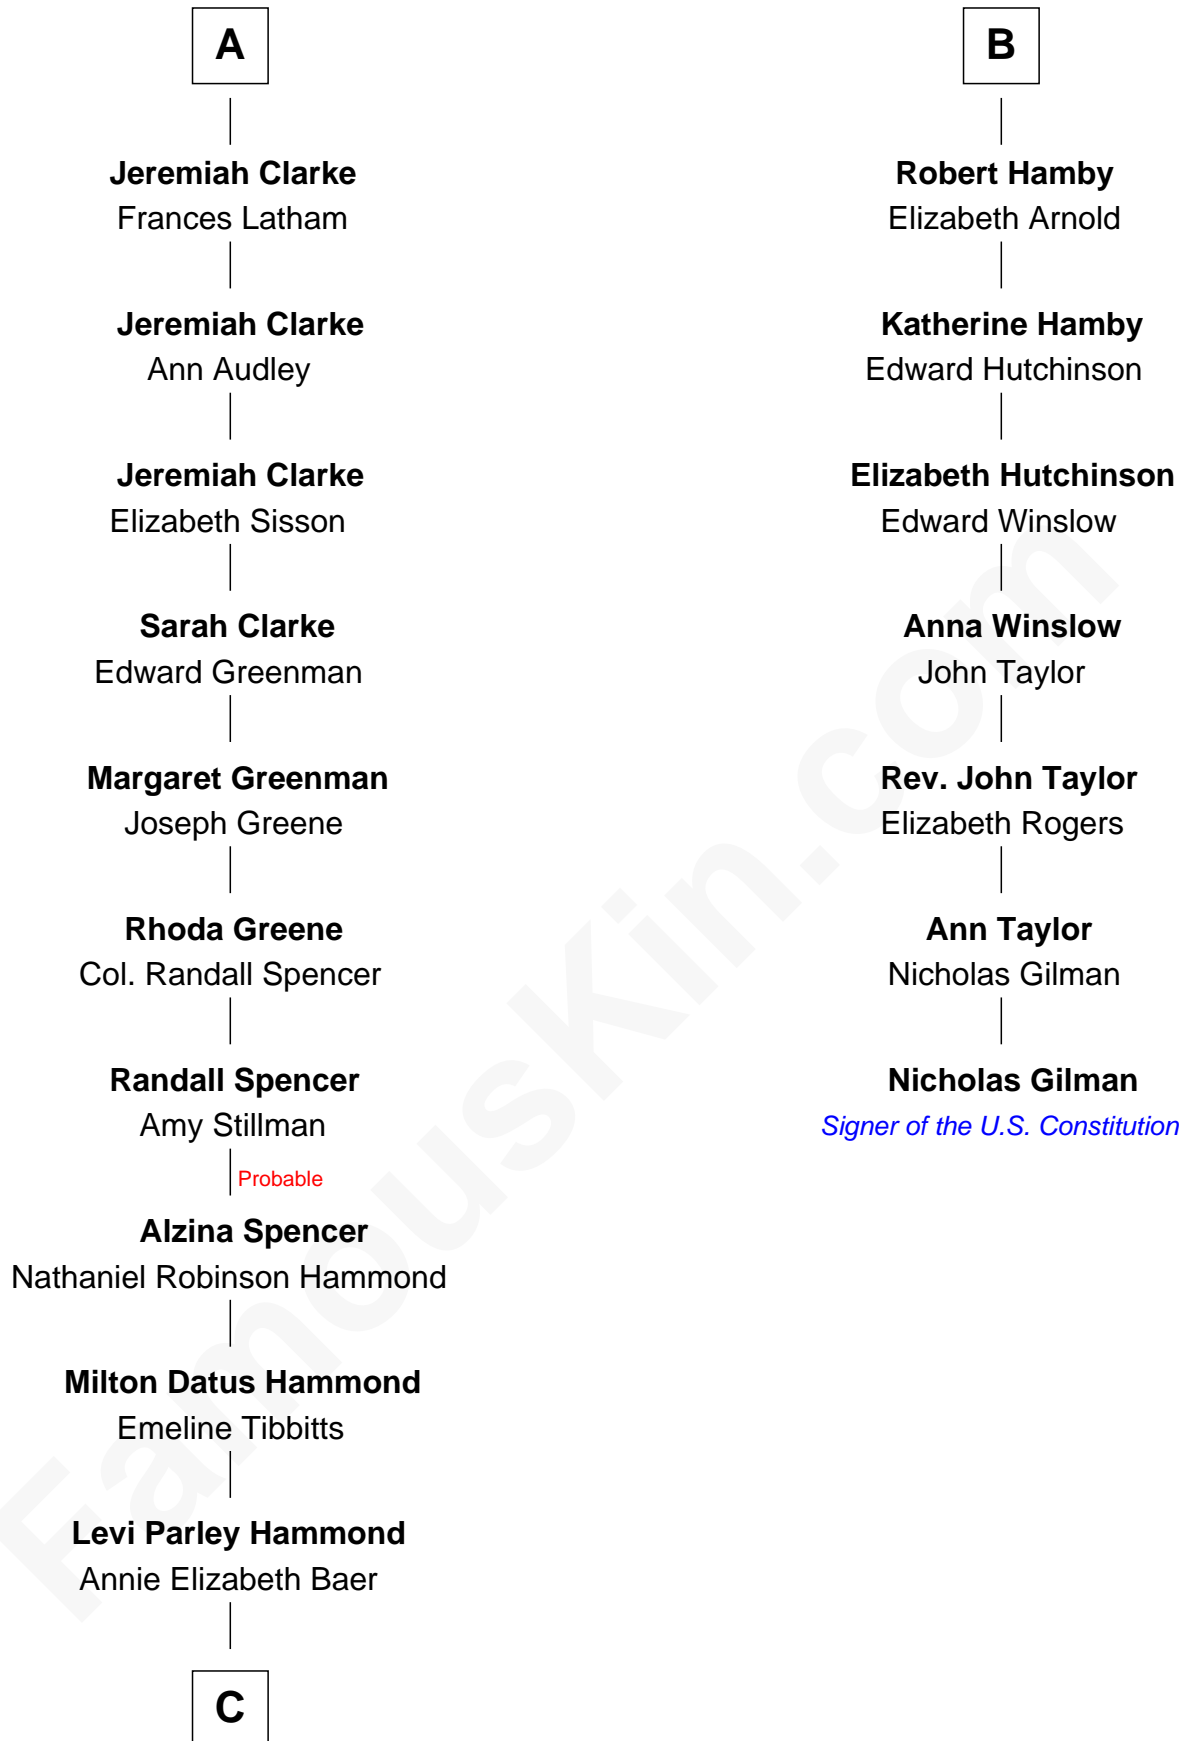 A
Jeremiah Clarke
Frances Latham
Jeremiah Clarke
Ann Audley
Jeremiah Clarke
Elizabeth Sisson
Sarah Clarke
Edward Greenman
Margaret Greenman
Joseph Greene
Rhoda Greene
Col. Randall Spencer
Randall Spencer
Amy Stillman
Probable
Alzina Spencer
Nathaniel Robinson Hammond
Milton Datus Hammond
Emeline Tibbitts
Levi Parley Hammond
Annie Elizabeth Baer
C
B
Robert Hamby
Elizabeth Arnold
Katherine Hamby
Edward Hutchinson
Elizabeth Hutchinson
Edward Winslow
Anna Winslow
John Taylor
Rev. John Taylor
Elizabeth Rogers
Ann Taylor
Nicholas Gilman
Nicholas Gilman
Signer of the U.S. Constitution
FamousKin.com